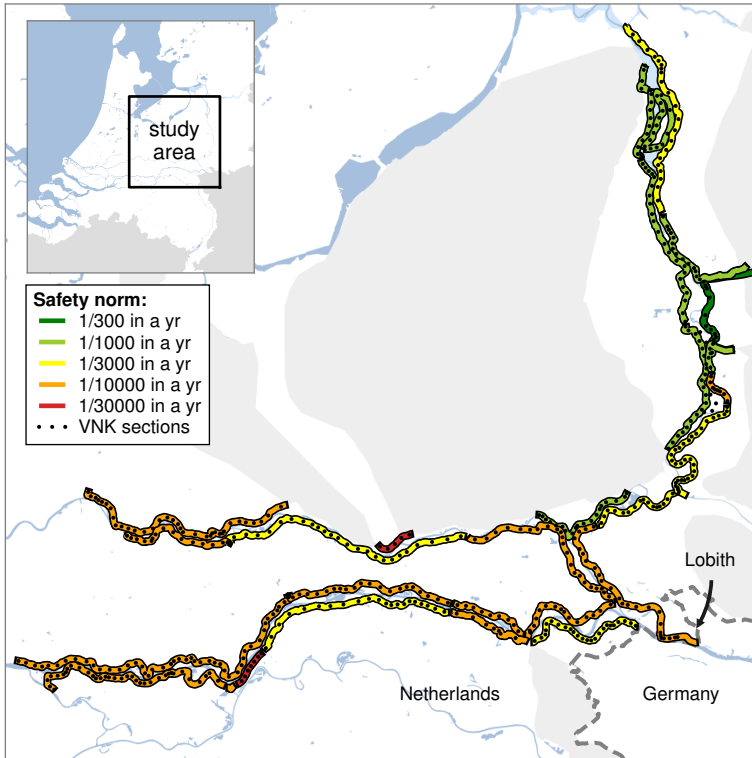 study
area
Safety norm:
1/300 in a yr
1/1000 in a yr
1/3000 in a yr
1/10000 in a yr
1/30000 in a yr
VNK sections
Lobith
Netherlands
Germany